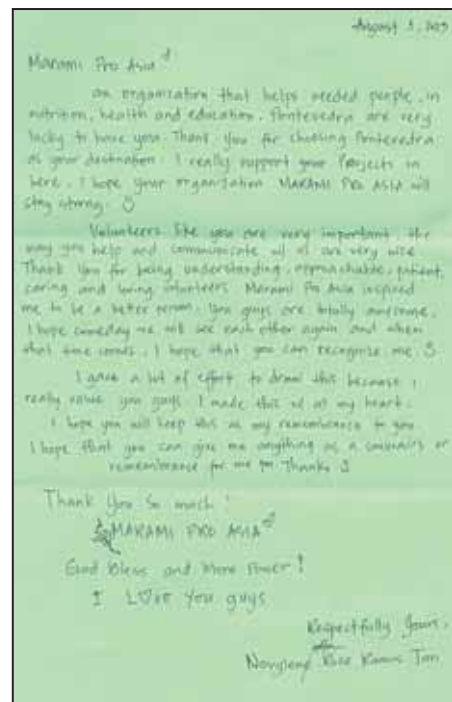 August 3,
Marami Pro Asia
an organization that helps needed people, in
nutrition, health and education. Pontevedra are very
lucky to have you. Thank you for choosing Pontevedra
as your destination. I really support your Projects in
here. I hope your organization MARAMI PRO ASIA will
stay strong.
Volunteers like you are very important, the
way you help and communicate w/ us are very nice
Thank You for being understanding, approachable, patient,
caring and loving volunteers. Marami Pro Asia inspired
me to be a better person. You guys are totally awesome.
I hope someday we will see each other again and when
that time comes, I hope that you can recognize me.
I gave a lot of effort to draw this because i
really value you guys. I made this w/ my heart.
I hope you will keep this as my remembrance to you
I hope that you can give me anything as a souvenirs or
remembrance for me too Thanks
Thank You So much!
MARAMI PRO ASIA
God Bless and More Power!
I LOVE You guys
Respectfully Yours,
Rose Ramos Tan